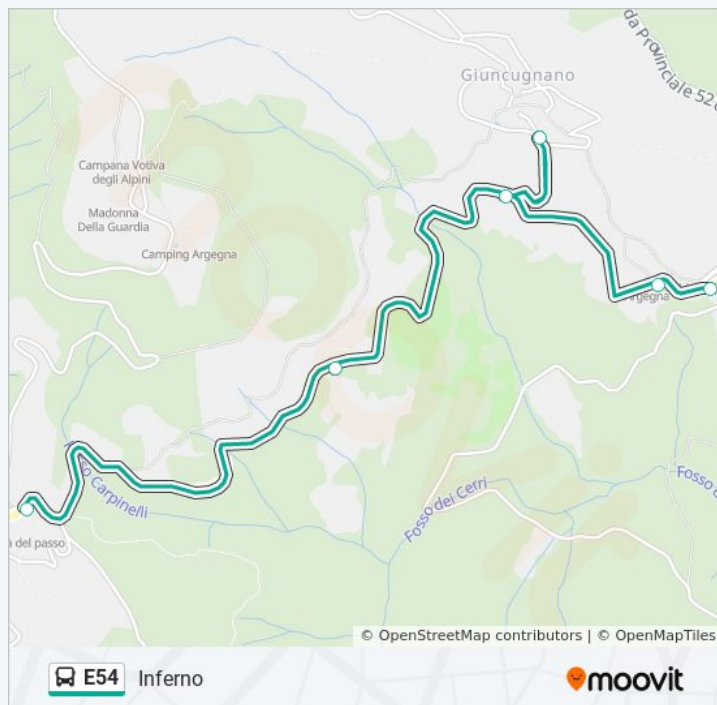 da Provinciale 52
Giuncugnano
Campana Votiva
degli Alpini
Madonna
Della Guardia
Camping Argegna
Argegna
Carpinelli
Fosso dei Cerri
Fosso
a del passo
© OpenStreetMap contributors | © OpenMapTiles
E54 Inferno
moovit